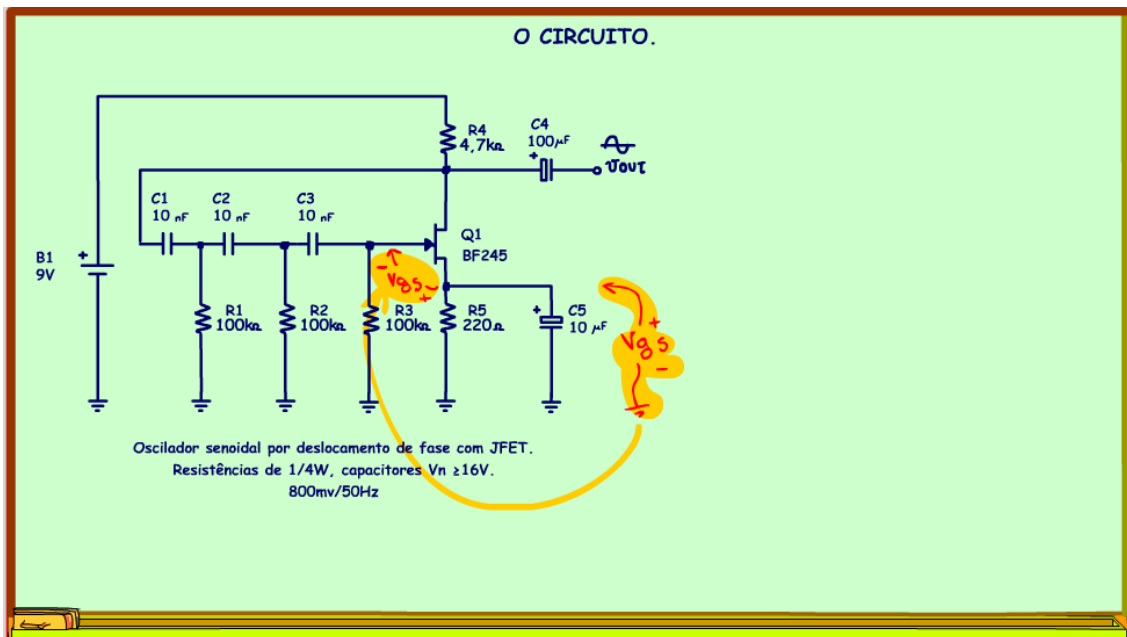 O CIRCUITO.
R4
4,7kΩ
C4
100μF
+
vout
C1
10 nF
C2
10 nF
C3
10 nF
Q1
BF245
B1
9V
+
- Vgs +
R1
100kΩ
R2
100kΩ
R3
100kΩ
R5
220Ω
+
C5
10 μF
+
Vgs
-
Oscilador senoidal por deslocamento de fase com JFET.
Resistências de 1/4W, capacitores Vn ≥16V.
800mv/50Hz